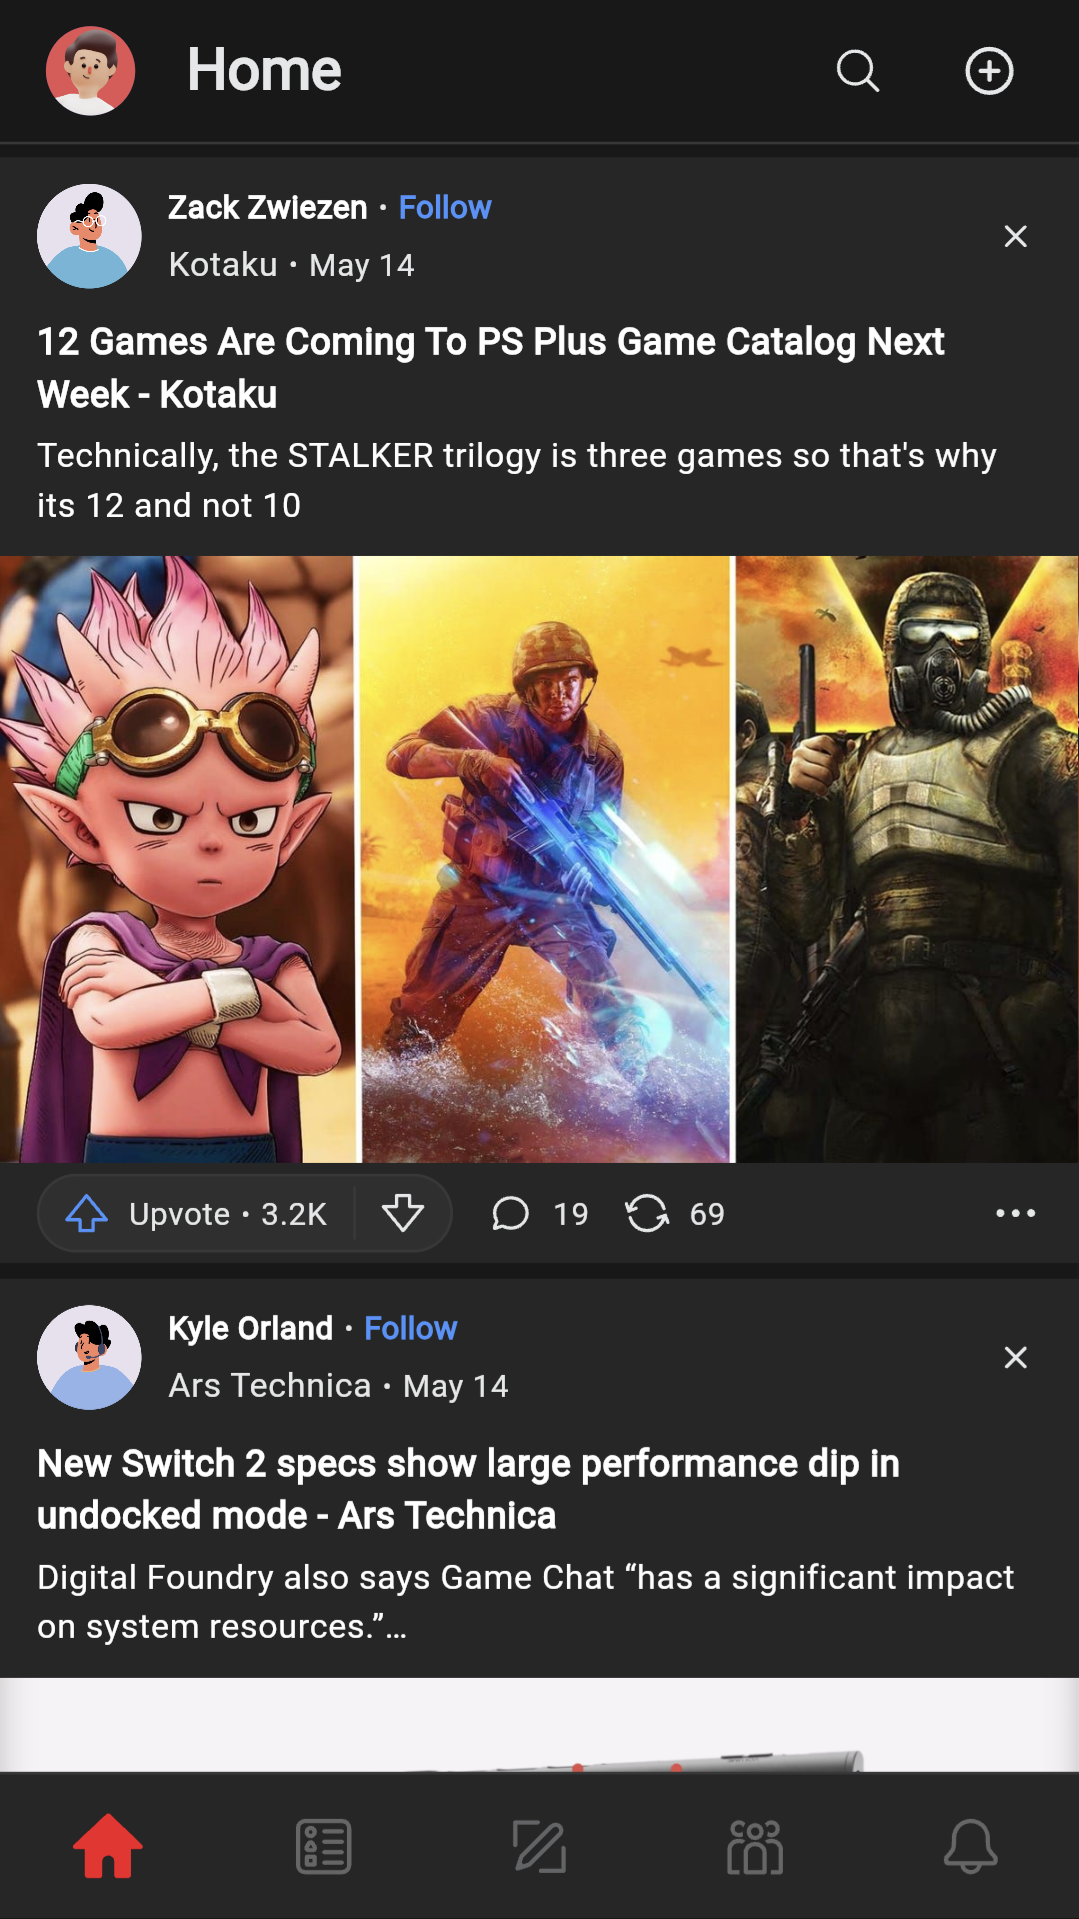 Home
Zack Zwiezen · Follow
Kotaku · May 14
12 Games Are Coming To PS Plus Game Catalog Next
Week - Kotaku
Technically, the STALKER trilogy is three games so that's why
its 12 and not 10
Upvote · 3.2K
19
69
Kyle Orland · Follow
Ars Technica · May 14
New Switch 2 specs show large performance dip in
undocked mode - Ars Technica
Digital Foundry also says Game Chat “has a significant impact
on system resources.”…